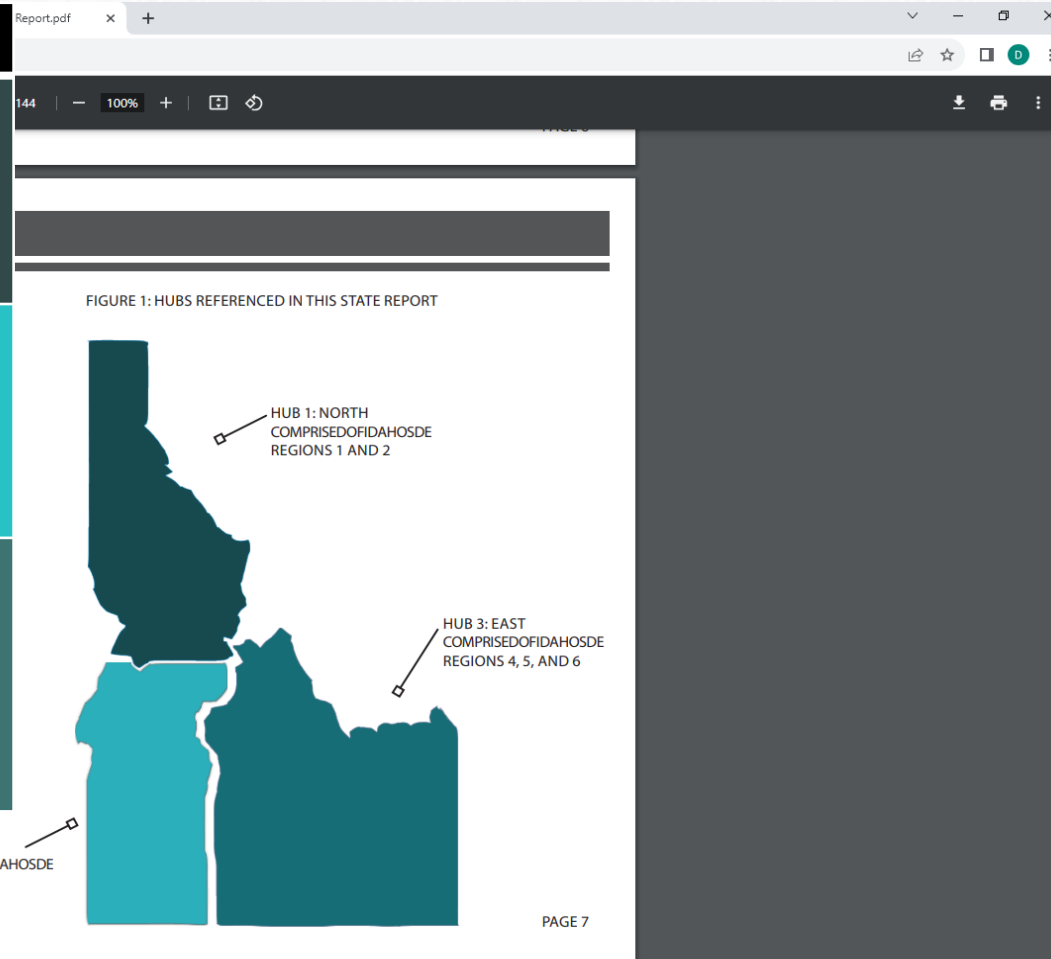 Report.pdf
144
100%
D
FIGURE 1: HUBS REFERENCED IN THIS STATE REPORT
HUB 1: NORTH
COMPRISEDOFIDAHOSDE
REGIONS 1 AND 2
HUB 3: EAST
COMPRISEDOFIDAHOSDE
REGIONS 4, 5, AND 6
AHOSDE
PAGE 7